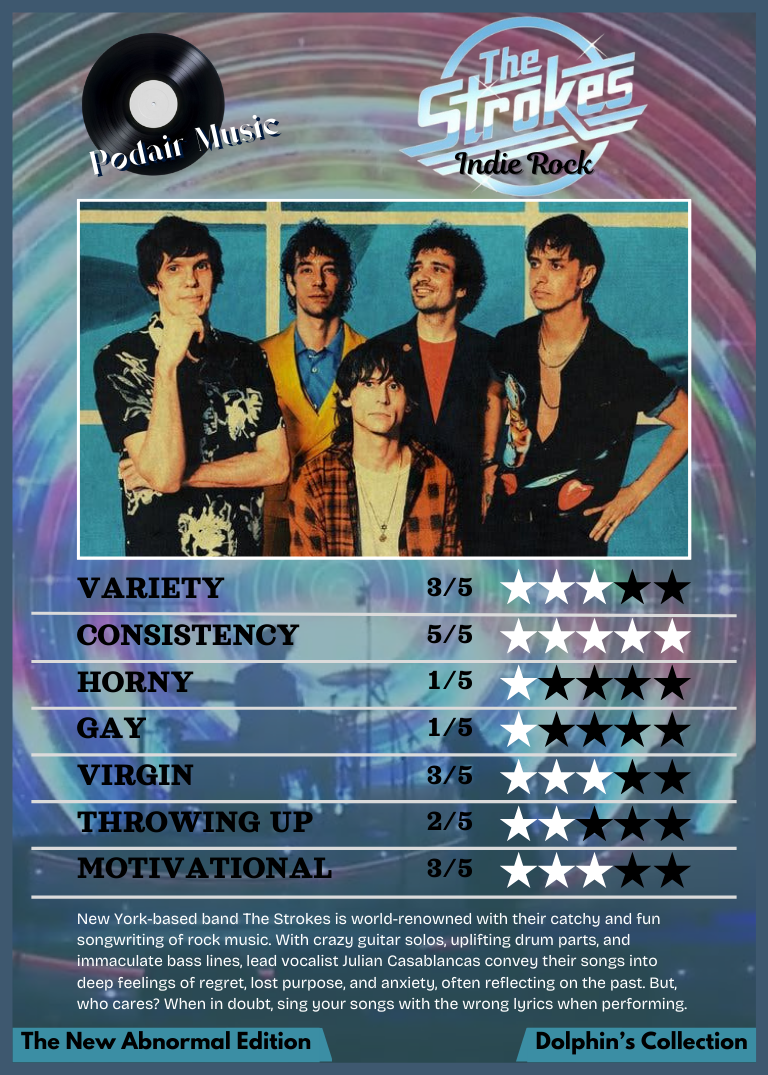 Podair Music
The
Strokes
Indie Rock
VARIETY 3/5
CONSISTENCY 5/5
HORNY 1/5
GAY 1/5
VIRGIN 3/5
THROWING UP 2/5
MOTIVATIONAL 3/5
New York-based band The Strokes is world-renowned with their catchy and fun
songwriting of rock music. With crazy guitar solos, uplifting drum parts, and
immaculate bass lines, lead vocalist Julian Casablancas convey their songs into
deep feelings of regret, lost purpose, and anxiety, often reflecting on the past. But,
who cares? When in doubt, sing your songs with the wrong lyrics when performing.
The New Abnormal Edition
Dolphin's Collection